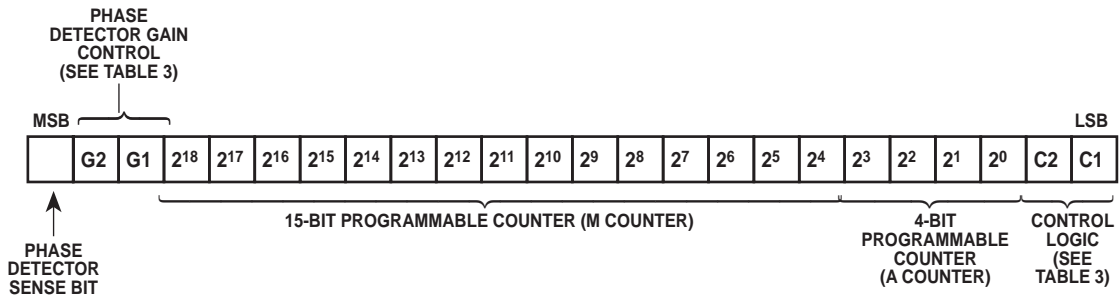 PHASE
DETECTOR GAIN
CONTROL
(SEE TABLE 3)
MSB
LSB
G2 G1 2¹⁸ 2¹⁷ 2¹⁶ 2¹⁵ 2¹⁴ 2¹³ 2¹² 2¹¹ 2¹⁰ 2⁹ 2⁸ 2⁷ 2⁶ 2⁵ 2⁴ 2³ 2² 2¹ 2⁰ C2 C1
15-BIT PROGRAMMABLE COUNTER (M COUNTER)
4-BIT
PROGRAMMABLE
COUNTER
(A COUNTER)
CONTROL
LOGIC
(SEE
TABLE 3)
PHASE
DETECTOR
SENSE BIT